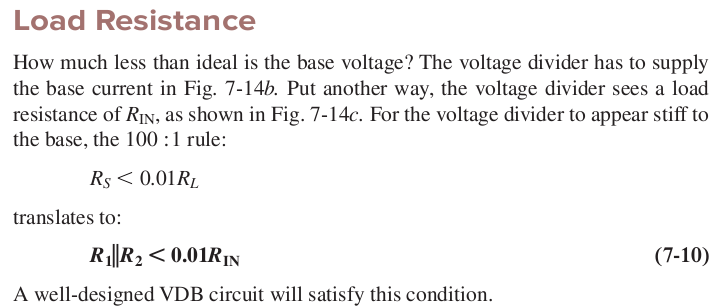 Load Resistance
How much less than ideal is the base voltage? The voltage divider has to supply
the base current in Fig. 7-14b. Put another way, the voltage divider sees a load
resistance of RIN, as shown in Fig. 7-14c. For the voltage divider to appear stiff to
the base, the 100 :1 rule:
RS < 0.01RL
translates to:
R1||R2 < 0.01RIN (7-10)
A well-designed VDB circuit will satisfy this condition.